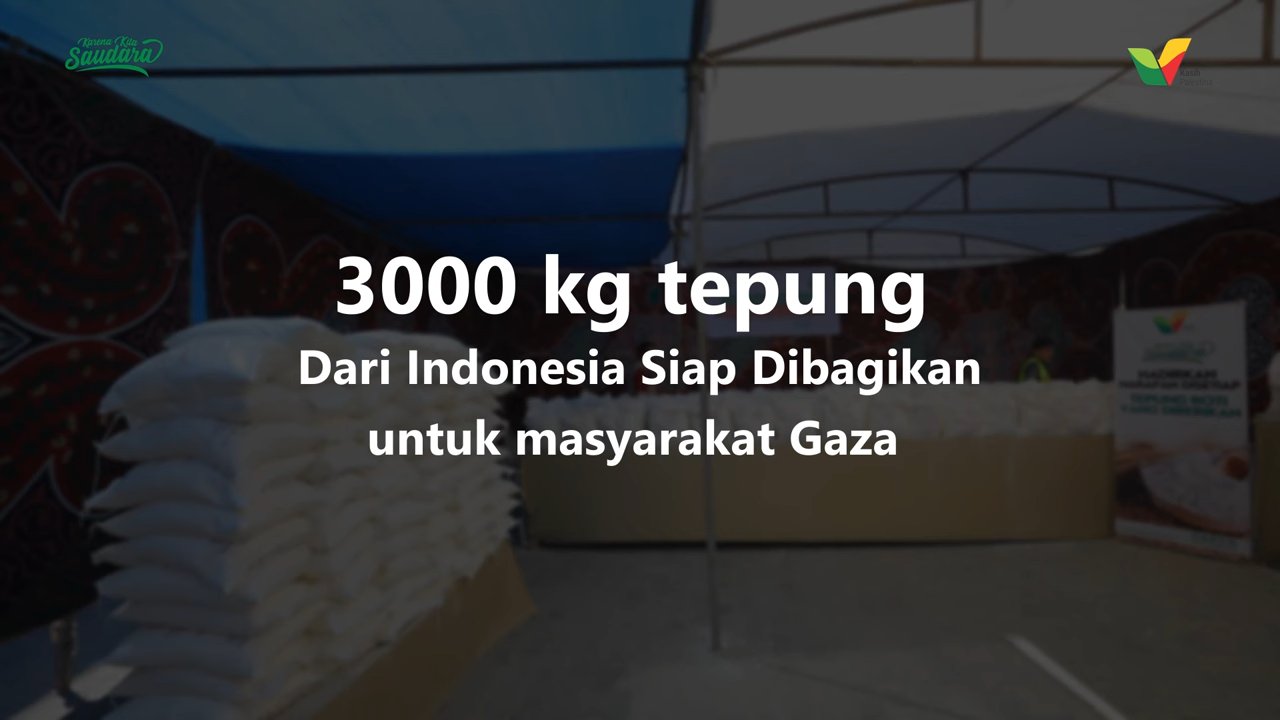 Karena Kita
Saudara
3000 kg tepung
Dari Indonesia Siap Dibagikan
untuk masyarakat Gaza